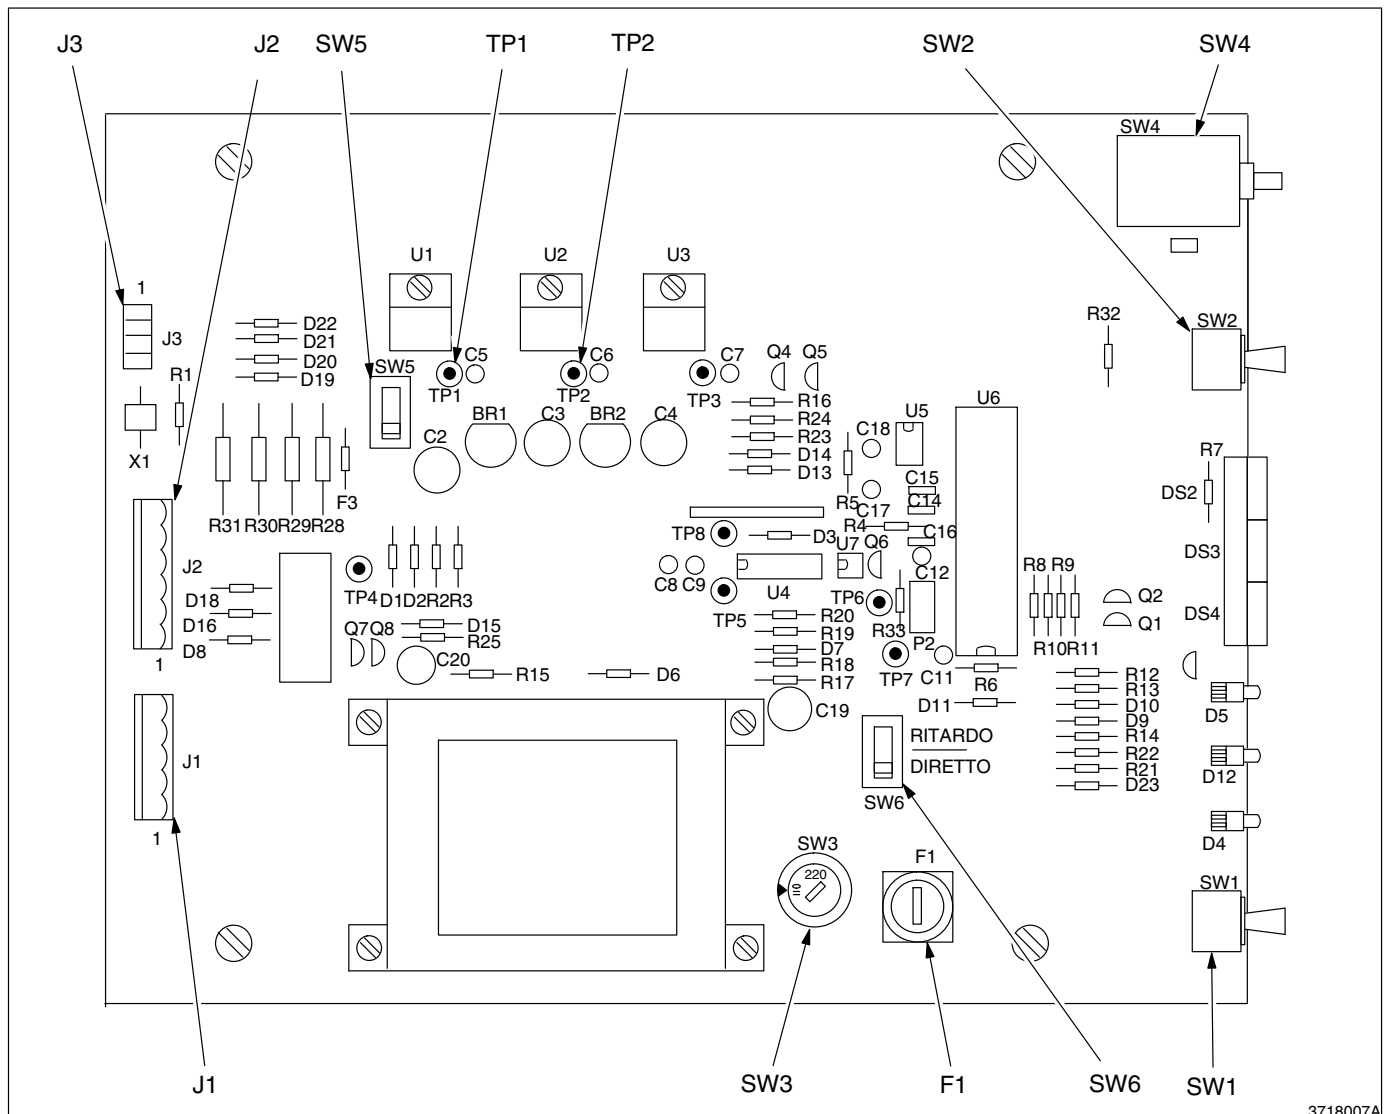 J3
J2
SW5
TP1
TP2
SW2
SW4
SW4
U1
U2
U3
1
J3
D22
D21
D20
D19
R1
X1
SW5
C5
TP1
C6
TP2
C7
TP3
Q4
Q5
R32
SW2
R16
R24
R23
D14
D13
BR1
C3
BR2
C4
C2
U5
U6
C18
R5
C17
C15
C14
R4
C16
R7
DS2
DS3
DS4
R31
R30
R29
R28
F3
TP8
D3
U7
Q6
C12
J2
D18
D16
D8
1
TP4
D1
D2
R2
R3
C8
C9
U4
TP5
TP6
R33
P2
R8
R9
R10
R11
Q2
Q1
Q7
Q8
D15
R25
C20
R15
D6
R20
R19
D7
R18
R17
C19
TP7
C11
R6
D11
R12
R13
D10
D9
R14
R22
R21
D23
D5
D12
D4
J1
1
RITARDO
DIRETTO
SW6
SW3
220
110
F1
SW1
J1
SW3
F1
SW6
SW1
3718007A